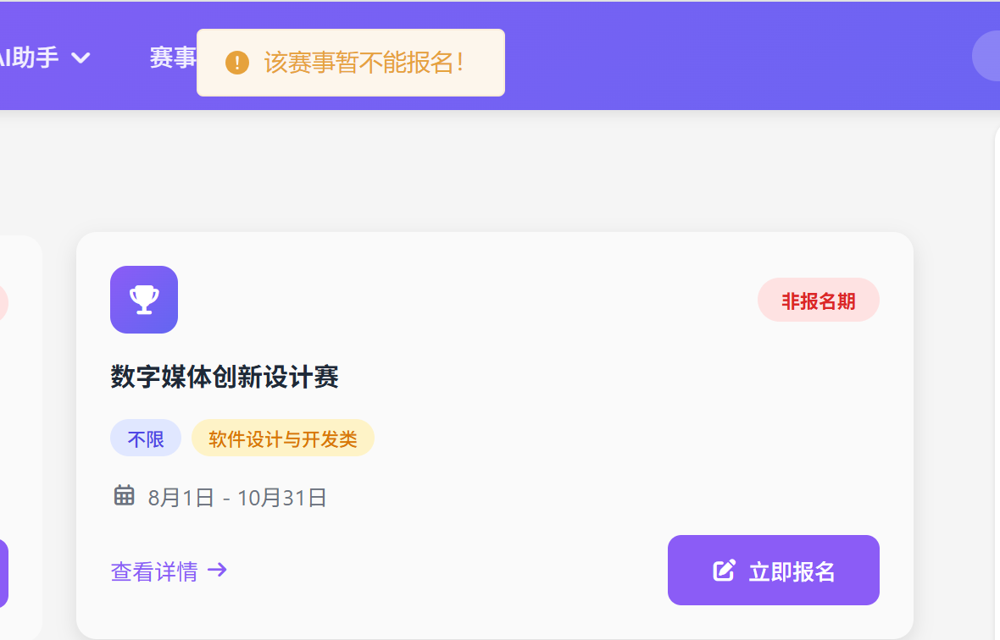 AI助手
赛事
该赛事暂不能报名！
非报名期
数字媒体创新设计赛
不限
软件设计与开发类
8月1日 - 10月31日
查看详情
立即报名